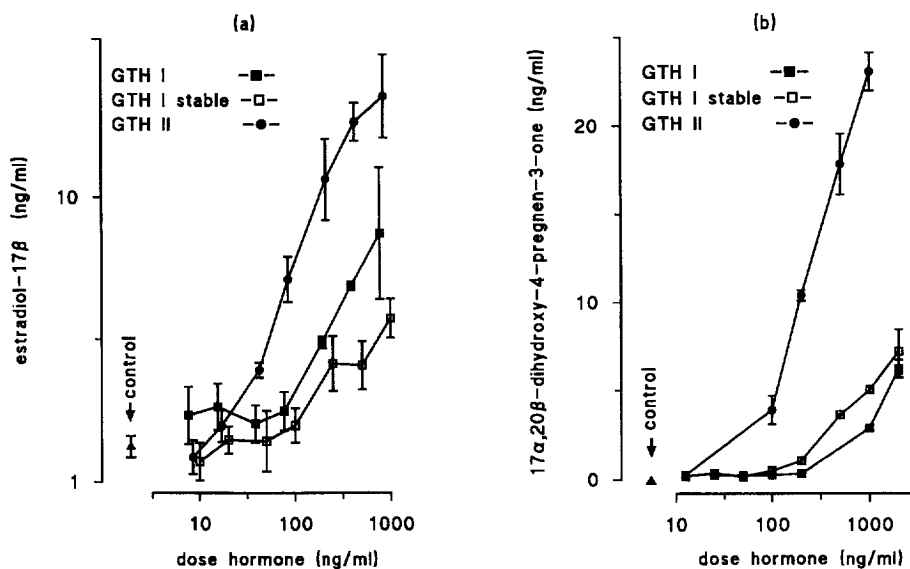 (a)
GTH I
GTH I stable
GTH II
estradiol-17β (ng/ml)
10
1
control
10 100 1000
dose hormone (ng/ml)
(b)
GTH I
GTH I stable
GTH II
17α,20β-dihydroxy-4-pregnen-3-one (ng/ml)
20
10
0
control
10 100 1000
dose hormone (ng/ml)